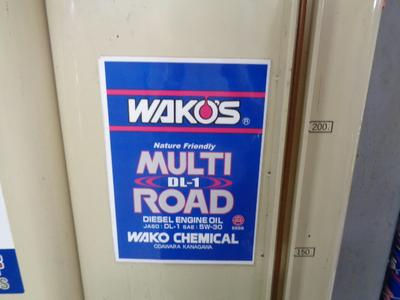 WAKO'S ®
Nature Friendly
MULTI
DL-1
ROAD
DIESEL ENGINE OIL
JASO : DL-1 SAE : 5W-30
WAKO CHEMICAL
ODAWARA KANAGAWA
200
150